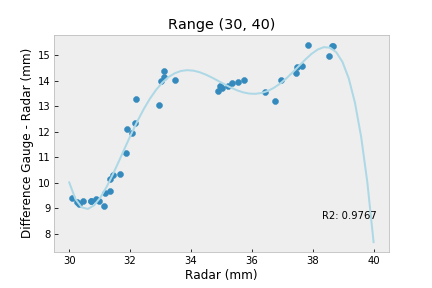 Range (30, 40)
Difference Gauge - Radar (mm)
15
14
13
12
11
10
9
8
R2: 0.9767
30 32 34 36 38 40
Radar (mm)